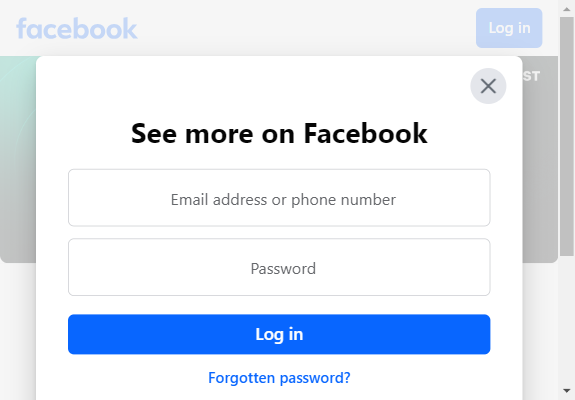 facebook
Log in
ST
See more on Facebook
Email address or phone number
Password
Log in
Forgotten password?